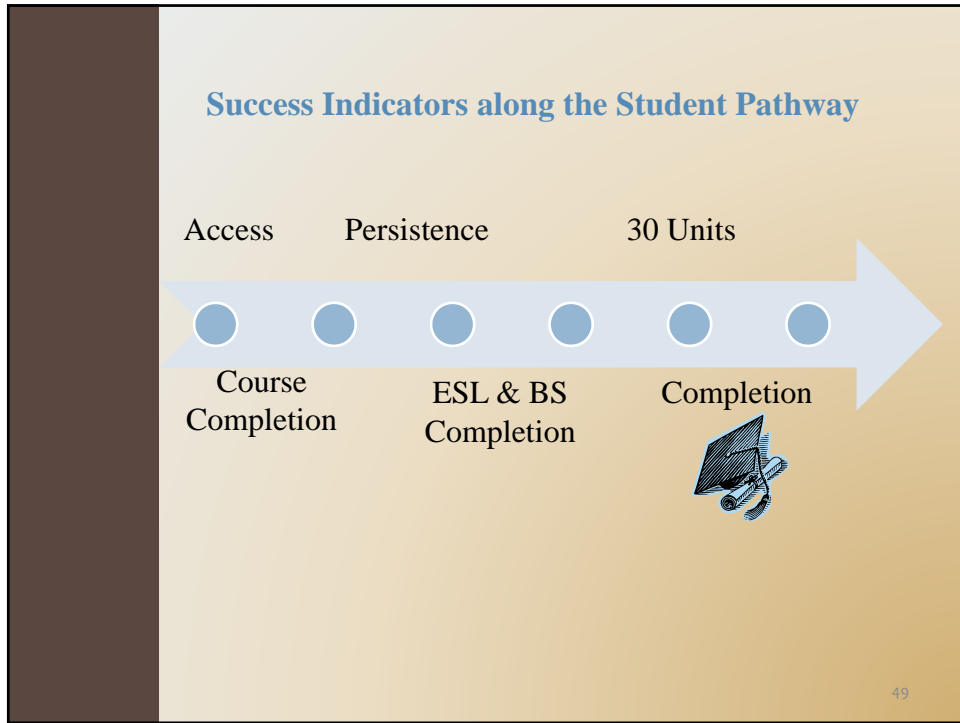 Success Indicators along the Student Pathway
Access
Persistence
30 Units
Course
Completion
ESL & BS
Completion
Completion
49